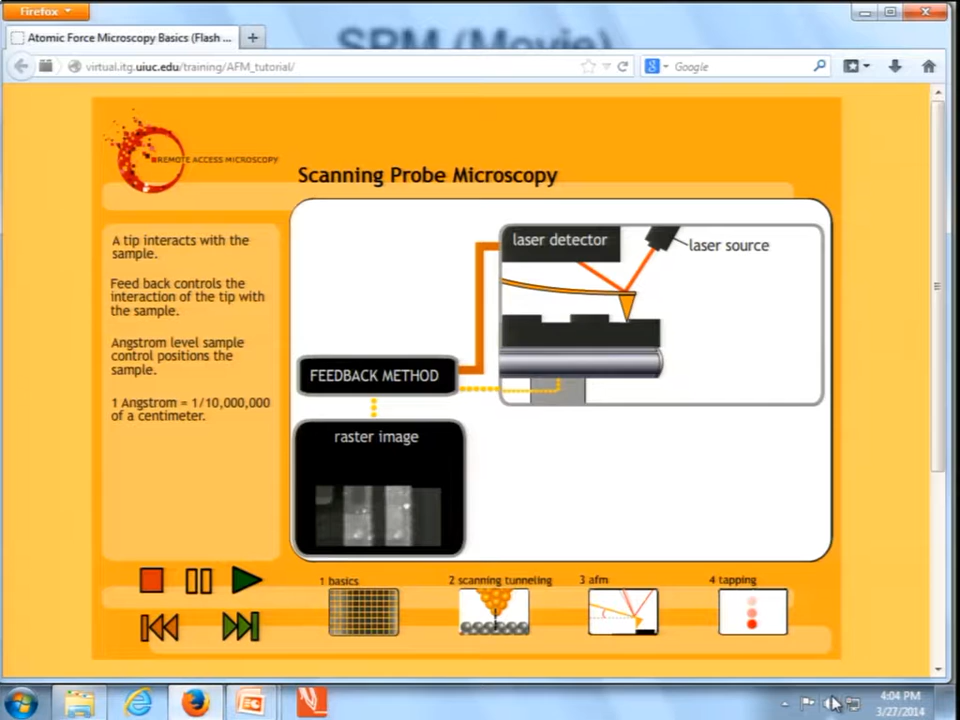 Firefox
SPM (Movie)
Atomic Force Microscopy Basics (Flash ...
virtual.itg.uiuc.edu/training/AFM_tutorial/
Google
REMOTE ACCESS MICROSCOPY
Scanning Probe Microscopy
A tip interacts with the
sample.
Feed back controls the
interaction of the tip with
the sample.
Angstrom level sample
control positions the
sample.
1 Angstrom = 1/10,000,000
of a centimeter.
laser detector
laser source
FEEDBACK METHOD
raster image
1 basics
2 scanning tunneling
3 afm
4 tapping
4:04 PM
3/27/2014